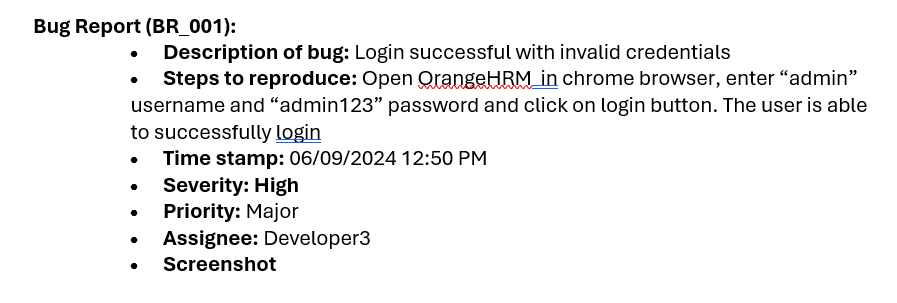 Bug Report (BR_001):
• Description of bug: Login successful with invalid credentials
• Steps to reproduce: Open OrangeHRM in chrome browser, enter “admin”
username and “admin123” password and click on login button. The user is able
to successfully login
• Time stamp: 06/09/2024 12:50 PM
• Severity: High
• Priority: Major
• Assignee: Developer3
• Screenshot